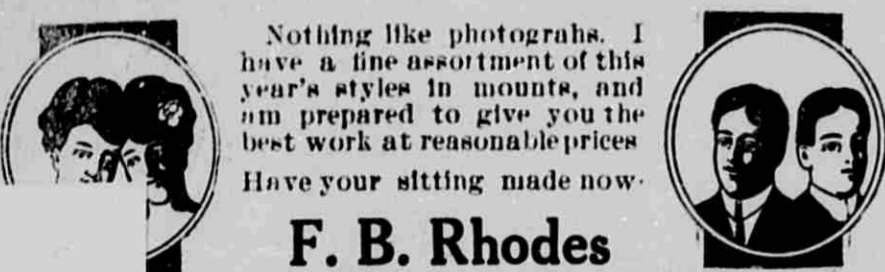 Nothing like photograhs. I
have a fine assortment of this
year's styles in mounts, and
am prepared to give you the
best work at reasonable prices
Have your sitting made now.
F. B. Rhodes